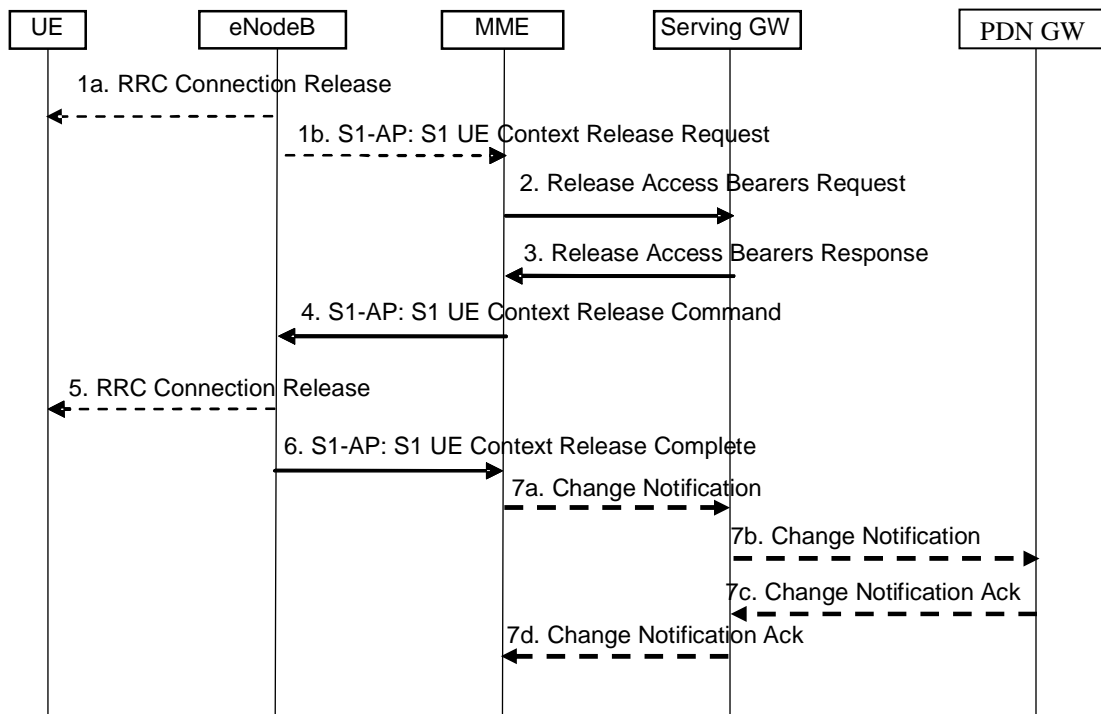 UE
eNodeB
MME
Serving GW
PDN GW
1a. RRC Connection Release
1b. S1-AP: S1 UE Context Release Request
2. Release Access Bearers Request
3. Release Access Bearers Response
4. S1-AP: S1 UE Context Release Command
5. RRC Connection Release
6. S1-AP: S1 UE Context Release Complete
7a. Change Notification
7b. Change Notification
7c. Change Notification Ack
7d. Change Notification Ack